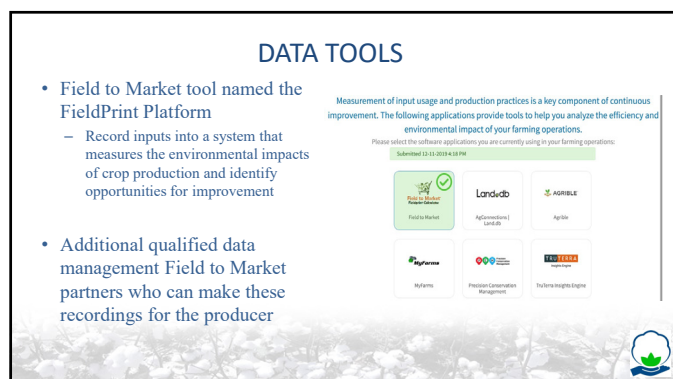 DATA TOOLS
• Field to Market tool named the
FieldPrint Platform
– Record inputs into a system that
measures the environmental impacts
of crop production and identify
opportunities for improvement
• Additional qualified data
management Field to Market
partners who can make these
recordings for the producer
Measurement of input usage and production practices is a key component of continuous
improvement. The following applications provide tools to help you analyze the efficiency and
environmental impact of your farming operations.
Please select the software applications you are currently using in your farming operations:
Submitted 12-11-2019 4:18 PM
Field to Market
Field to Market
Land.db
AgConnections |
Land.db
AGRIBLE
Agrible
MyFarms
MyFarms
Precision Conservation
Management
TRUTERRA
Insights Engine
TruTerra Insights Engine